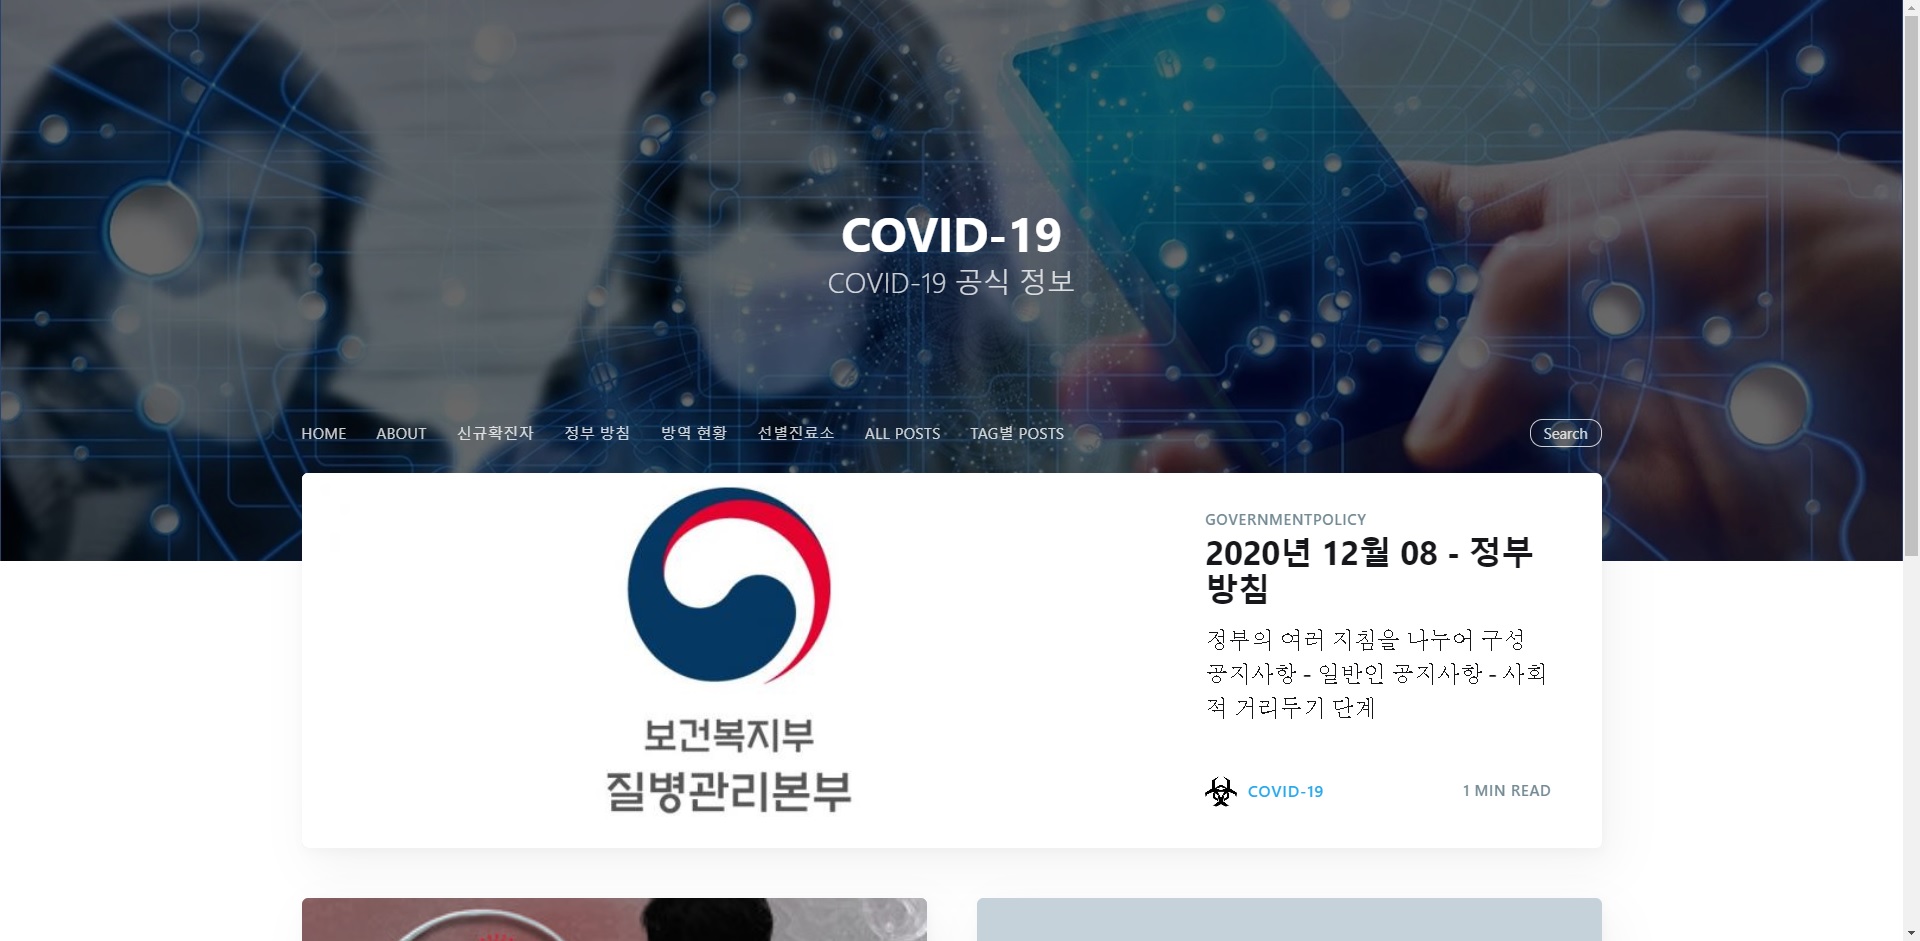 COVID-19
COVID-19 공식 정보
HOME ABOUT 신규확진자 정부 방침 방역 현황 선별진료소 ALL POSTS TAG별 POSTS Search
보건복지부
질병관리본부
GOVERNMENTPOLICY
2020년 12월 08 - 정부
방침
정부의 여러 지침을 나누어 구성
공지사항 - 일반인 공지사항 - 사회
적 거리두기 단계
COVID-19 1 MIN READ